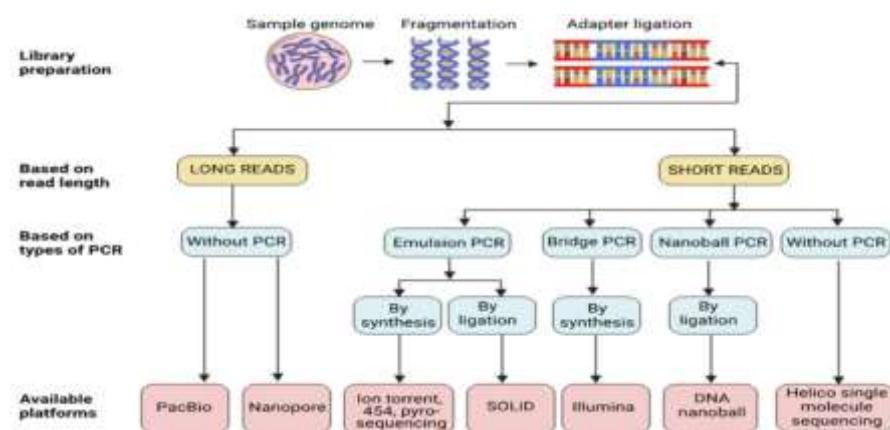 Sample genome
Fragmentation
Adapter ligation
Library
preparation
Based on
read length
LONG READS
SHORT READS
Based on
types of PCR
Without PCR
Emulsion PCR
Bridge PCR
Nanoball PCR
Without PCR
By
synthesis
By
ligation
By
synthesis
By
ligation
Available
platforms
PacBio
Nanopore
Ion torrent,
454, pyro-
sequencing
SOLiD
Illumina
DNA
nanoball
Helico single
molecule
sequencing